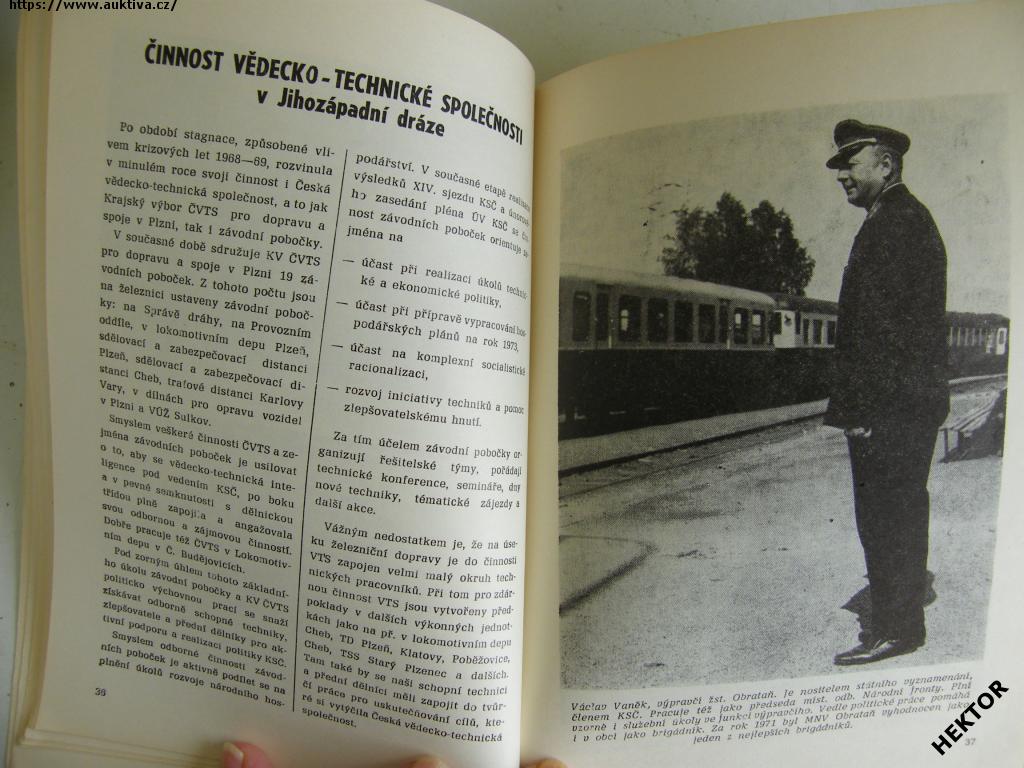 https://www.auktiva.cz/
ČINNOST VĚDECKO-TECHNICKÉ SPOLEČNOSTI
v Jihozápadní dráze
Po období stagnace, způsobené vli-
vem krizových let 1968—69, rozvinula
v minulém roce svoji činnost i Česká
vědecko-technická společnost, a to jak
Krajský výbor ČVTS pro dopravu a
spoje v Plzni, tak i závodní pobočky.
V současné době sdružuje KV ČVTS
pro dopravu a spoje v Plzni 19 zá-
vodních poboček. Z tohoto počtu jsou
na železnici ustaveny závodní poboč-
ky: na Správě dráhy, na Provozním
oddíle, v lokomotivním depu Plzeň,
sdělovací a zabezpečovací distanci
Plzeň, sdělovací a zabezpečovací di-
stanci Cheb, traťové distanci Karlovy
Vary, v dílnách pro opravu vozidel
v Plzni a VÚŽ Sulkov.
Smyslem veškeré činnosti ČVTS a ze-
jména závodních poboček je usilovat
o to, aby se vědecko-technická inte-
ligence pod vedením KSČ, po boku
a v pevné semknutosti s dělnickou
třídou plně zapojila a angažovala
svou odbornou a zájmovou činností.
Dobře pracuje též ČVTS v Lokomotiv-
ním depu v Č. Budějovicích.
Pod zorným úhlem tohoto základní-
ho úkolu závodní pobočky a KV ČVTS
politicko výchovnou prací se snaží
získávat odborně schopné techniky,
zlepšovatele a přední dělníky pro ak-
tivní podporu a realizaci politiky KSČ.
Smyslem odborné činnosti závod-
ních poboček je aktivně podílet se na
plnění úkolů rozvoje národního hos-
36
podářství. V současné etapě realizace
výsledků XIV. sjezdu KSČ a únorové-
ho zasedání pléna ÚV KSČ se čin-
nost závodních poboček orientuje ze-
jména na
— účast při realizaci úkolů technic-
ké a ekonomické politiky,
— účast při přípravě vypracování hos-
podářských plánů na rok 1973,
— účast na komplexní socialistické
racionalizaci,
— rozvoj iniciativy techniků a pomoc
zlepšovatelskému hnutí.
Za tím účelem závodní pobočky or-
ganizují řešitelské týmy, pořádají
technické konference, semináře, dny
nové techniky, tématické zájezdy a
další akce.
Vážným nedostatkem je, že na úse-
ku železniční dopravy je do činnosti
VTS zapojen velmi malý okruh tech-
nických pracovníků. Při tom pro zdár-
nou činnost VTS jsou vytvořeny před-
poklady v dalších výkonných jednot-
kách jako na př. v lokomotivním depu
Cheb, TD Plzeň, Klatovy, Poběžovice,
Cheb, TSS Starý Plzenec a dalších.
Tam také by se naši schopní technici
a přední dělníci měli zapojit do tvůr-
čí práce pro uskutečňování cílů, kte-
ré si vytýčila Česká vědecko-technická
společnost.
Václav Vaněk, výpravčí žst. Obrataň. Je nositelem státního vyznamenání,
členem KSČ. Pracuje též jako předseda míst. odb. Národní fronty. Plní
vzorně i služební úkoly ve funkci výpravčího. Vedle politické práce pomáhá
i v obci jako brigádník. Za rok 1971 byl MNV Obrataň vyhodnocen jako
jeden z nejlepších brigádníků.
37
HEKTOR